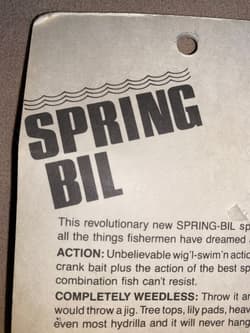 SPRING
BIL
This revolutionary new SPRING-BIL sp
all the things fishermen have dreamed
ACTION: Unbelievable wig'l-swim'n actio
crank bait plus the action of the best sp
combination fish can't resist.
COMPLETELY WEEDLESS: Throw it an
would throw a jig. Tree tops, lily pads, heav
even most hydrilla and it will never hang